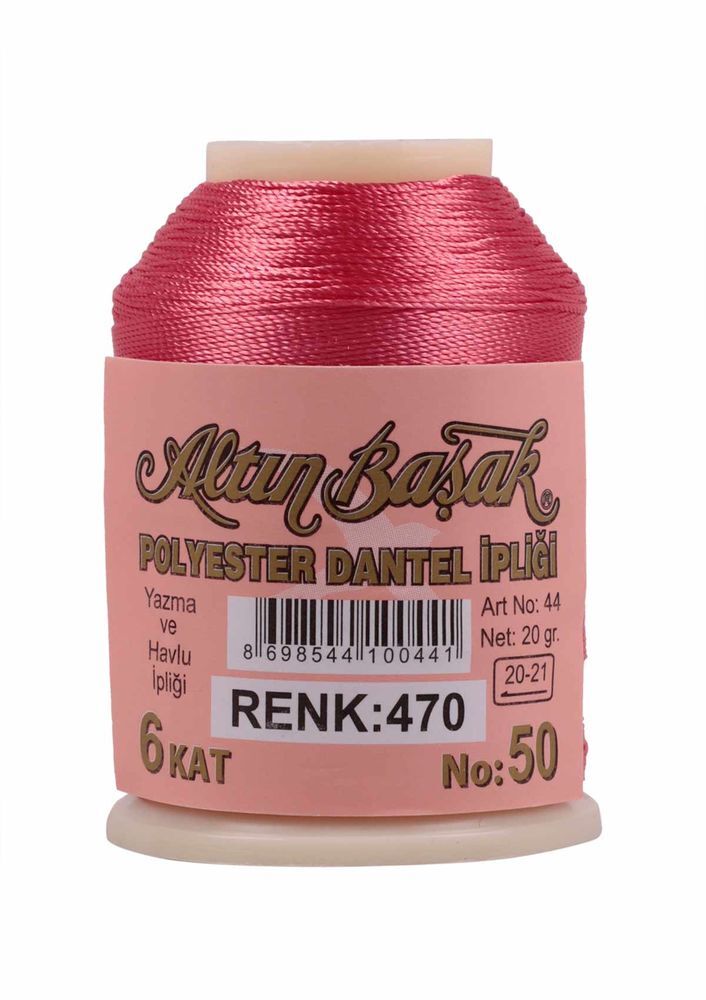 Altın Başak®
POLYESTER DANTEL İPLİĞİ
Yazma
ve
Havlu
İpliği
8 698544 100441
Art No: 44
Net: 20 gr.
20-21
RENK:470
6 KAT
No: 50